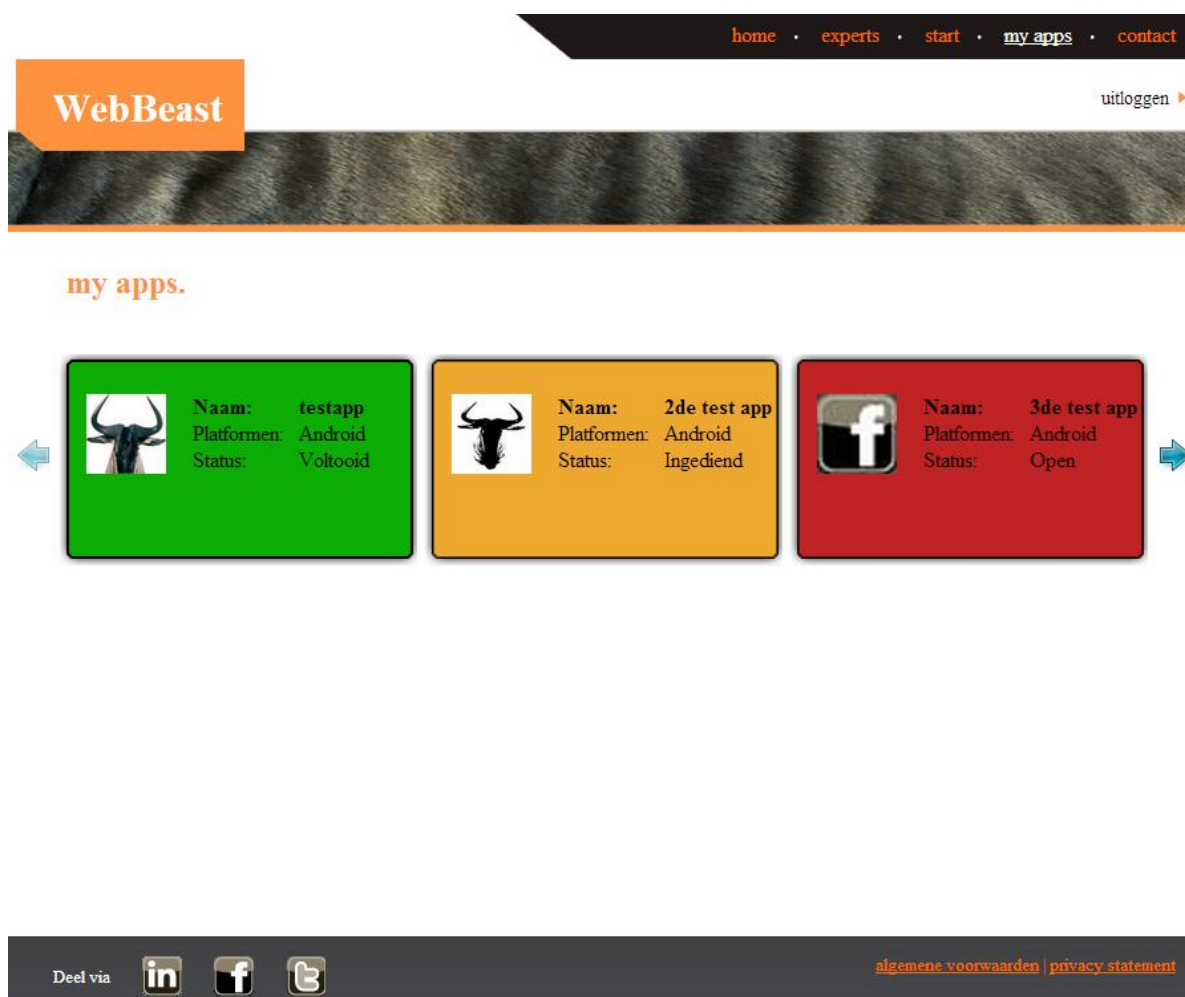 home · experts · start · my apps · contact
WebBeast
uitloggen
my apps.
Naam: testapp
Platformen: Android
Status: Voltooid
Naam: 2de test app
Platformen: Android
Status: Ingediend
Naam: 3de test app
Platformen: Android
Status: Open
Deel via
in f t
algemene voorwaarden | privacy statement